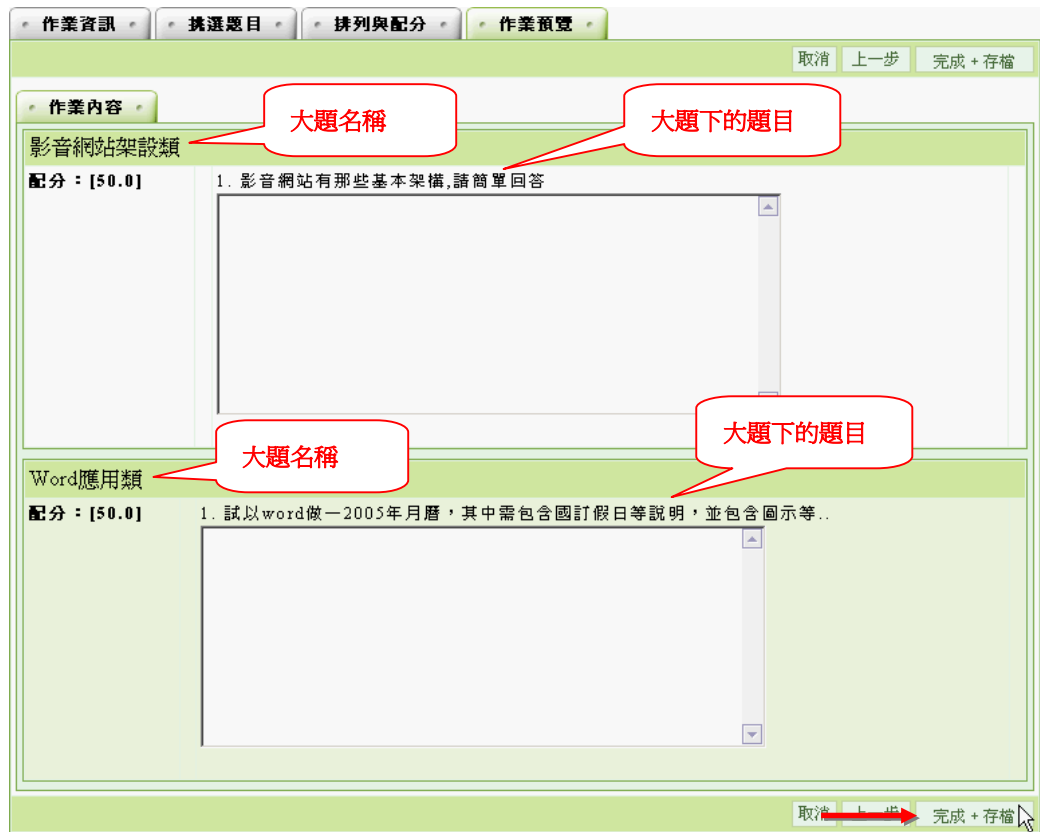 作業資訊 挑選題目 排列與配分 作業預覽
取消 上一步 完成 + 存檔
作業內容
大題名稱 大題下的題目
影音網站架設類
配分：[50.0] 1. 影音網站有那些基本架構,請簡單回答
大題下的題目
大題名稱
Word應用類
配分：[50.0] 1. 試以word做一2005年月曆，其中需包含國訂假日等說明，並包含圖示等..
取消 上一步 完成 + 存檔